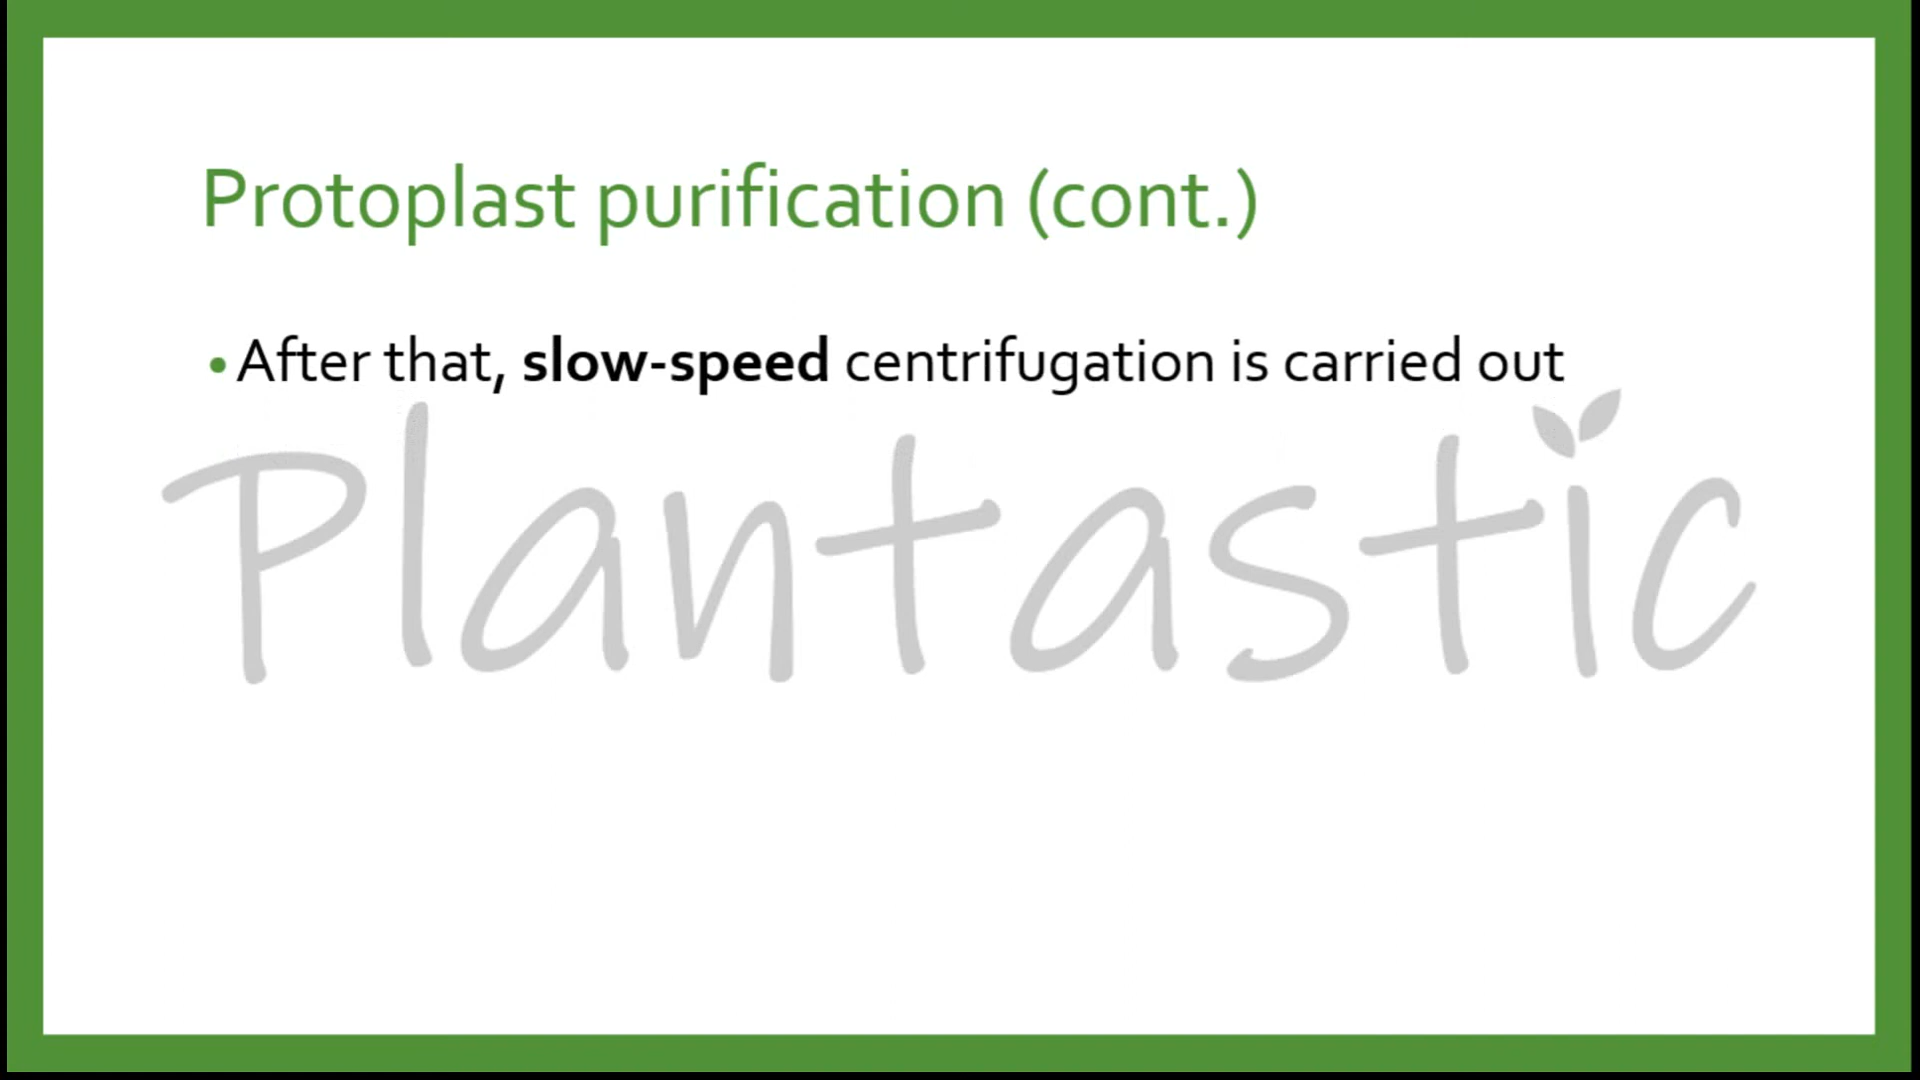 Protoplast purification (cont.)
•After that, slow-speed centrifugation is carried out
Plantastic